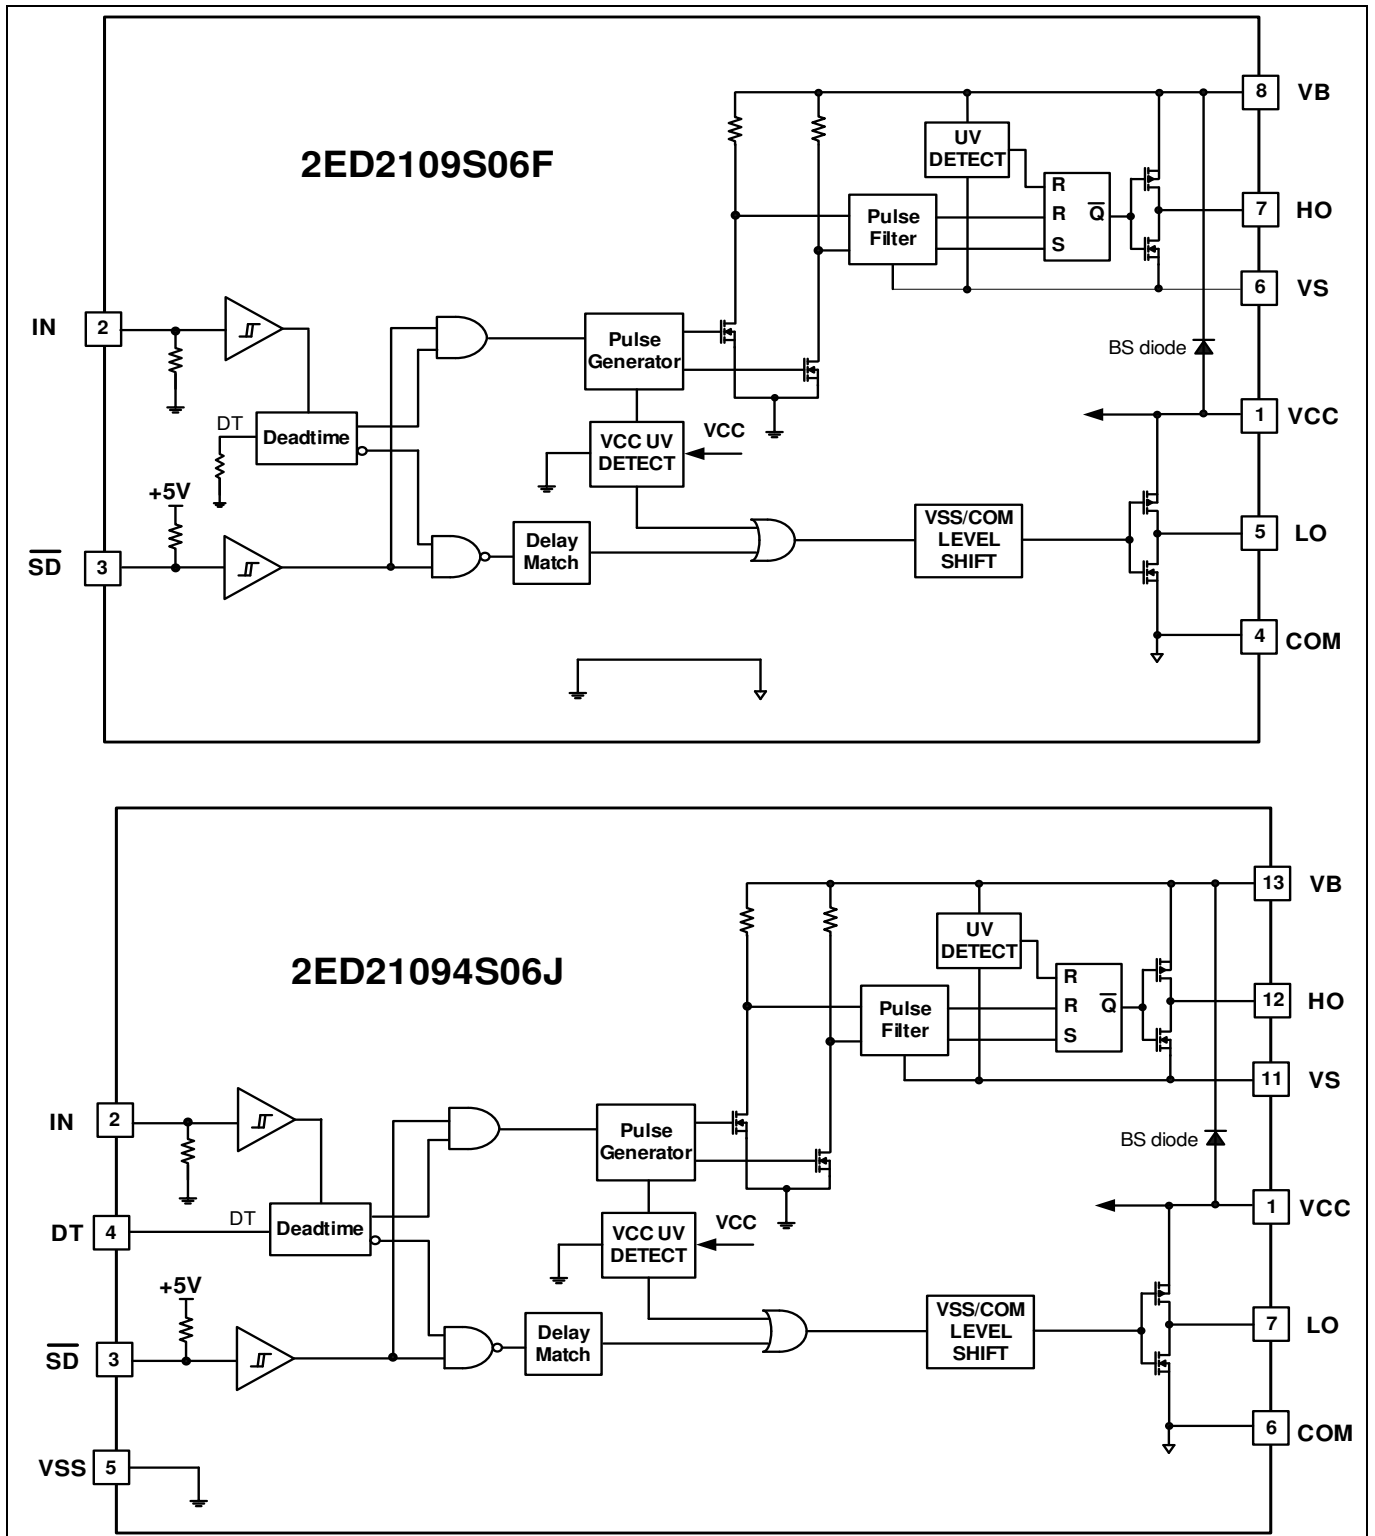 2ED2109S06F
8 VB
UV
DETECT
R
R Q
S
Pulse
Filter
7 HO
6 VS
IN 2
Pulse
Generator
BS diode
DT
Deadtime
VCC UV
DETECT
VCC
1 VCC
+5V
SD 3
Delay
Match
VSS/COM
LEVEL
SHIFT
5 LO
4 COM
2ED21094S06J
13 VB
UV
DETECT
R
R Q
S
Pulse
Filter
12 HO
11 VS
IN 2
Pulse
Generator
BS diode
DT 4
DT
Deadtime
VCC UV
DETECT
VCC
1 VCC
+5V
SD 3
Delay
Match
VSS/COM
LEVEL
SHIFT
7 LO
6 COM
VSS 5